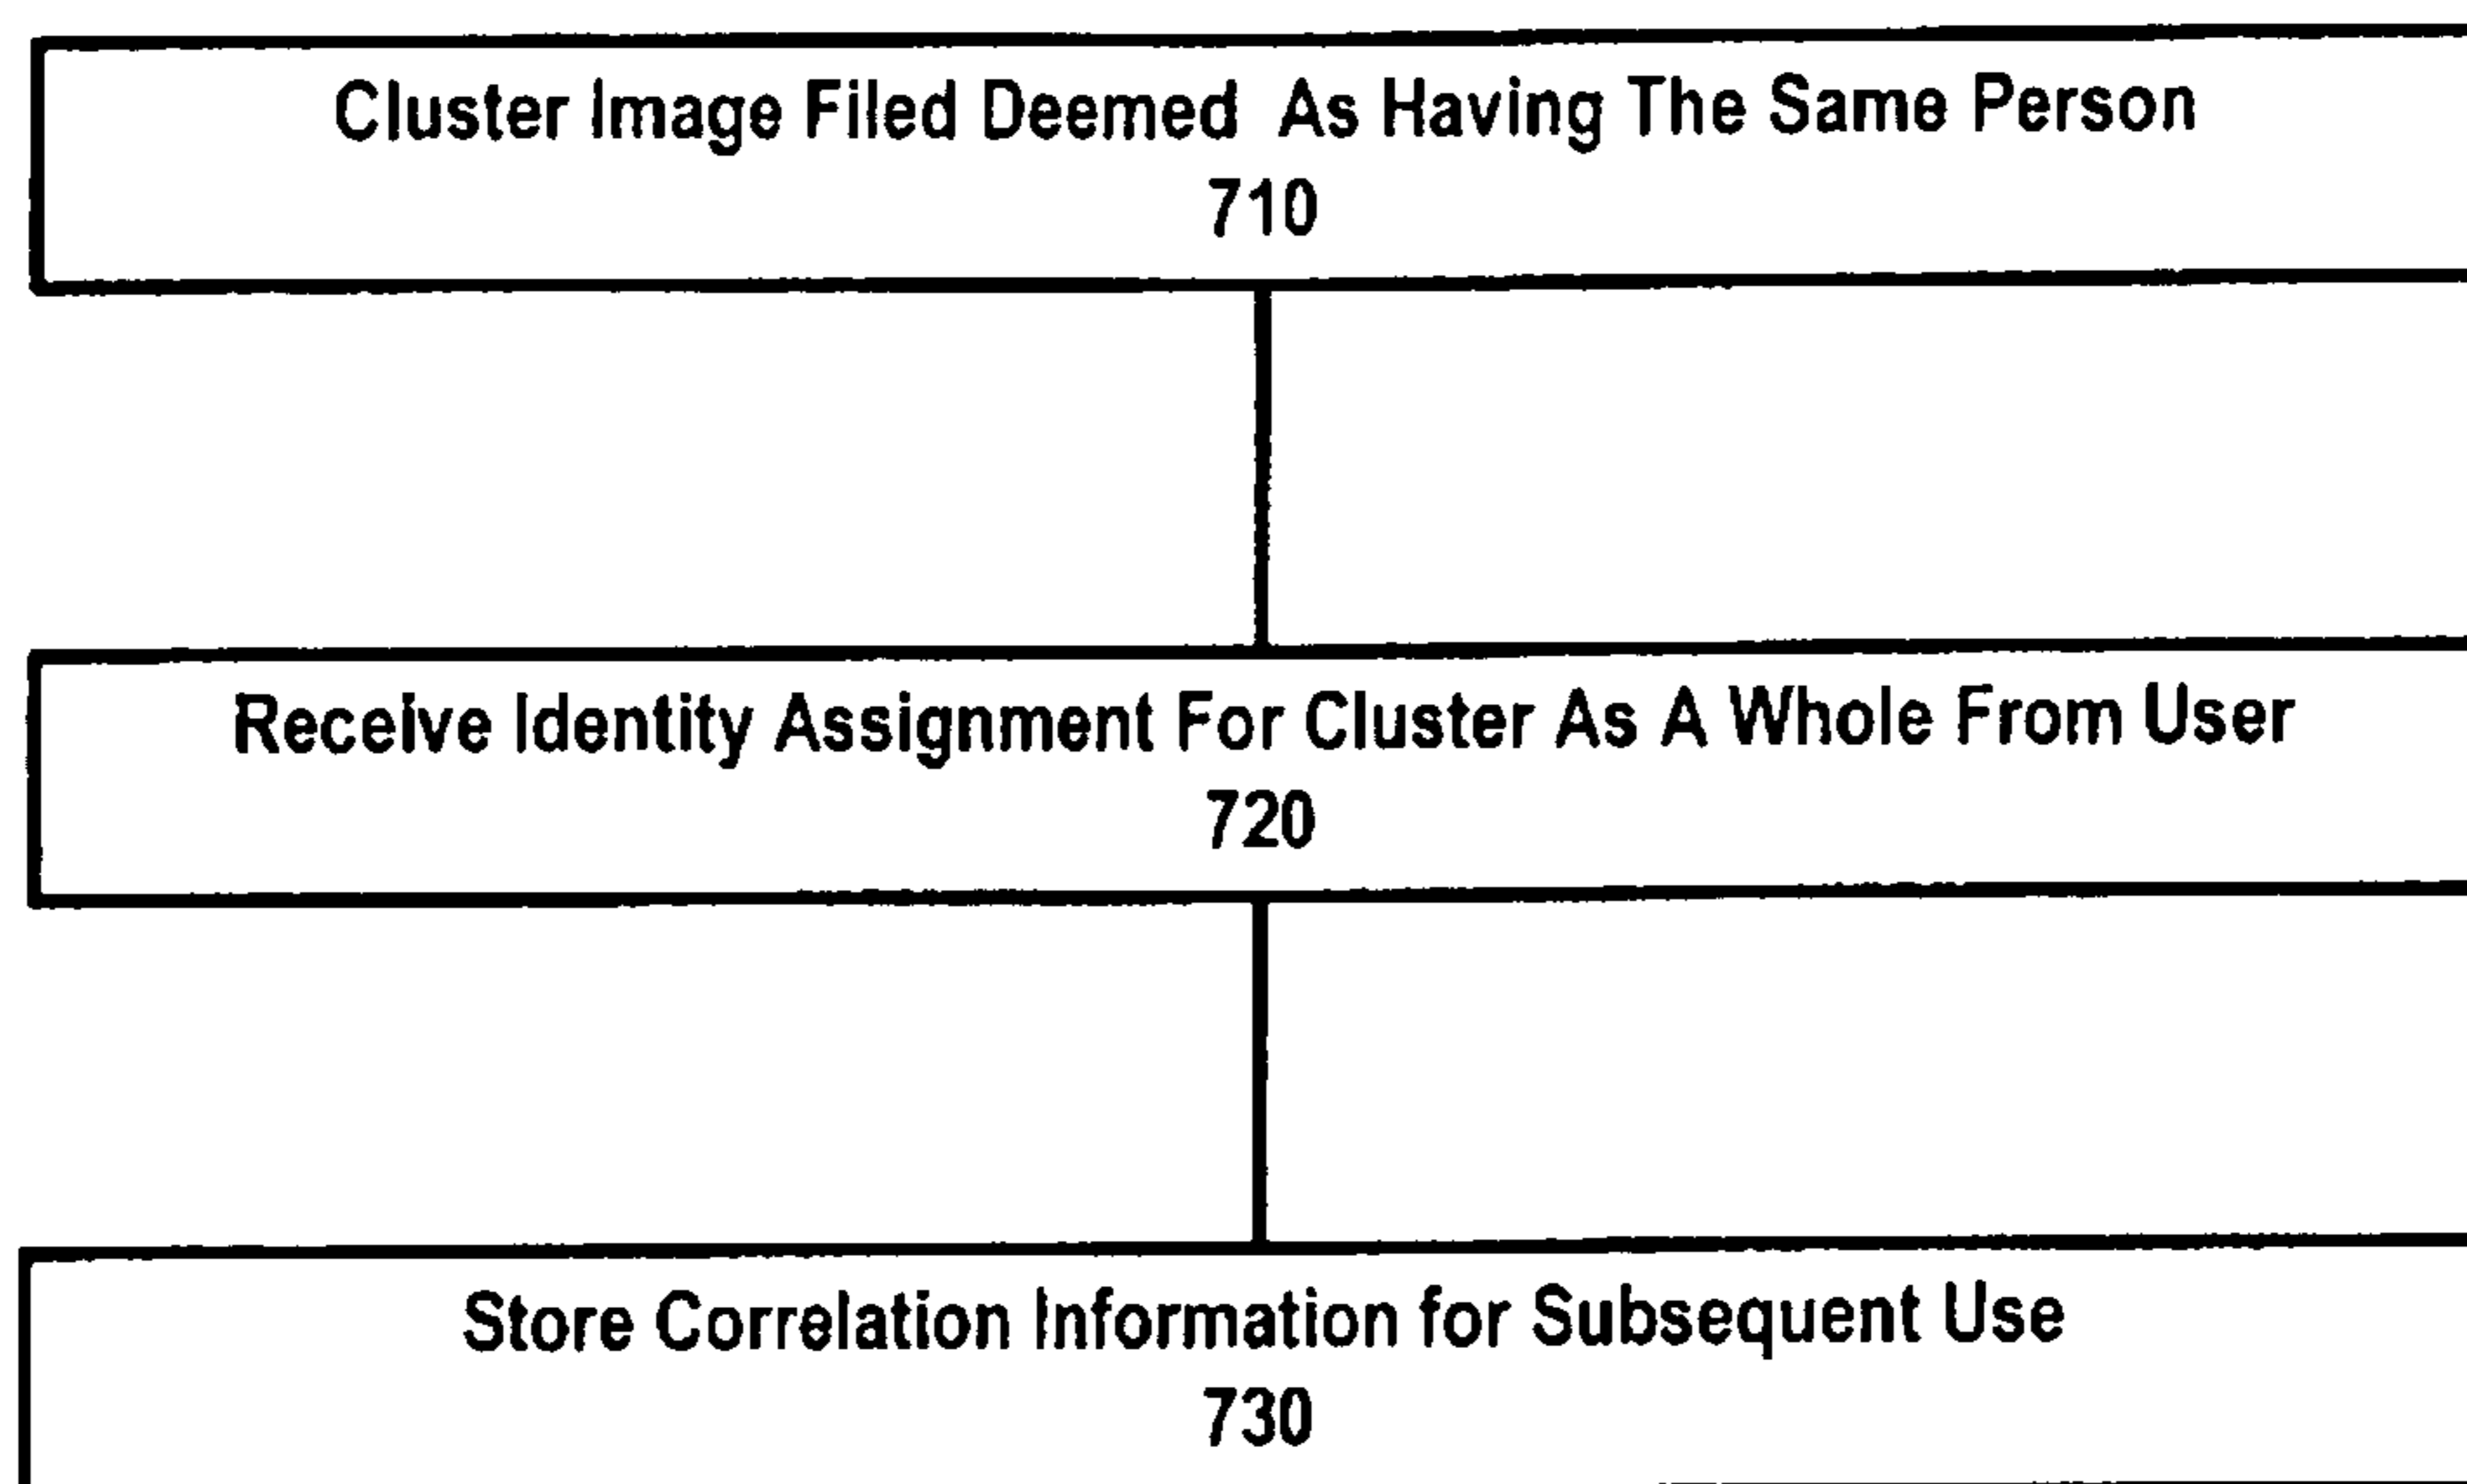 Cluster Image Filed Deemed As Having The Same Person
710
Receive Identity Assignment For Cluster As A Whole From User
720
Store Correlation Information for Subsequent Use
730